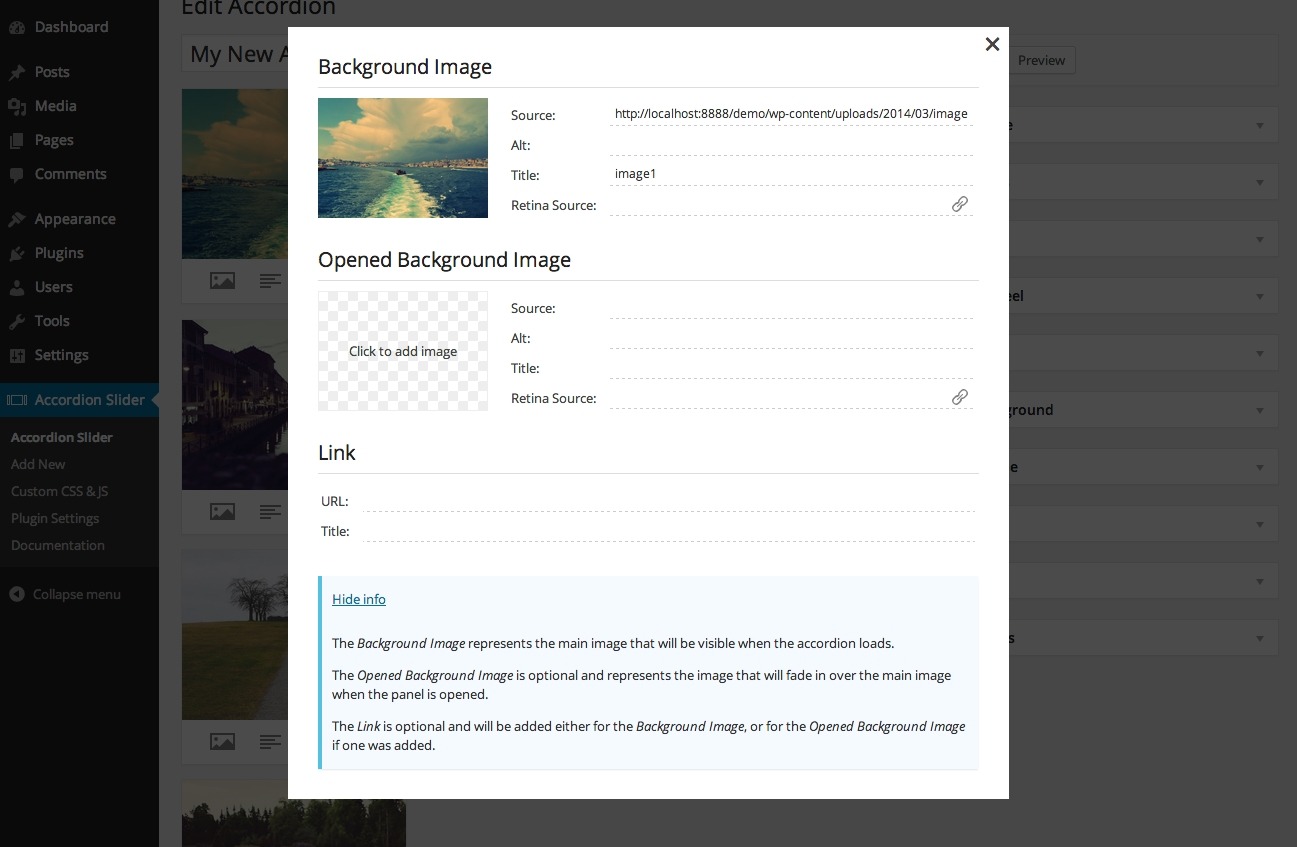 Edit Accordion
Dashboard
My New A
Posts
Media
Pages
Comments
Appearance
Plugins
Users
Tools
Settings
Accordion Slider
Accordion Slider
Add New
Custom CSS & JS
Plugin Settings
Documentation
Collapse menu
Background Image
Source: http://localhost:8888/demo/wp-content/uploads/2014/03/image
Alt:
Title: image1
Retina Source:
Opened Background Image
Click to add image
Source:
Alt:
Title:
Retina Source:
Link
URL:
Title:
Hide info
The Background Image represents the main image that will be visible when the accordion loads.
The Opened Background Image is optional and represents the image that will fade in over the main image
when the panel is opened.
The Link is optional and will be added either for the Background Image, or for the Opened Background Image
if one was added.
Preview
e
eel
ground
e
s